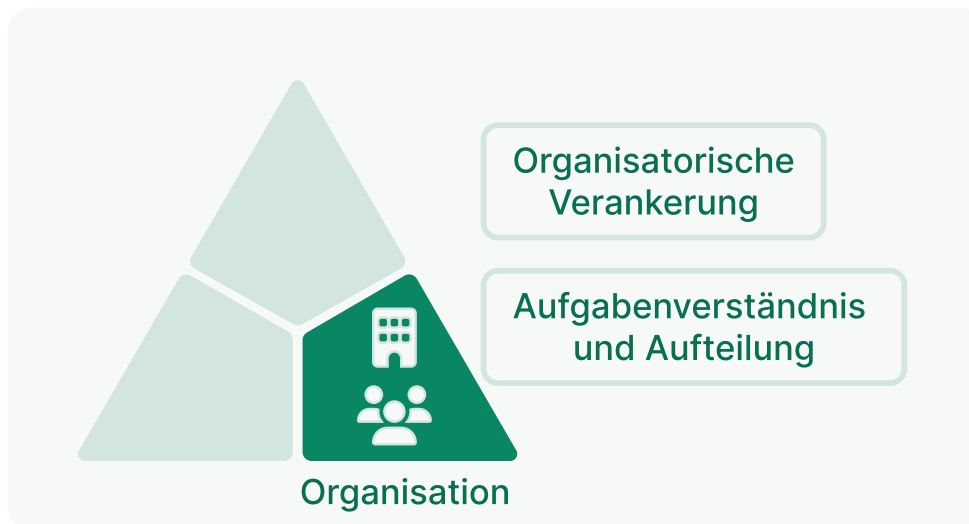 Organisatorische
Verankerung
Aufgabenverständnis
und Aufteilung
Organisation